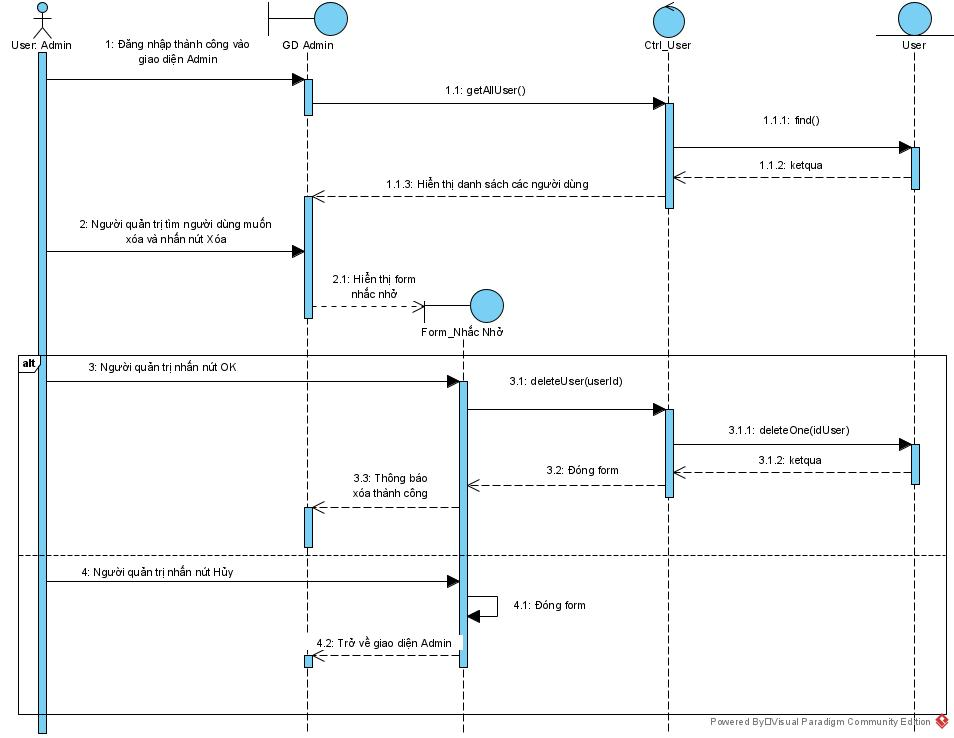 User: Admin
GD Admin
Ctrl_User
User
1: Đăng nhập thành công vào
giao diện Admin
1.1: getAllUser()
1.1.1: find()
1.1.2: ketqua
1.1.3: Hiển thị danh sách các người dùng
2: Người quản trị tìm người dùng muốn
xóa và nhấn nút Xóa
2.1: Hiển thị form
nhắc nhở
Form_Nhắc Nhở
alt
3: Người quản trị nhấn nút OK
3.1: deleteUser(userId)
3.1.1: deleteOne(idUser)
3.1.2: ketqua
3.2: Đóng form
3.3: Thông báo
xóa thành công
4: Người quản trị nhấn nút Hủy
4.1: Đóng form
4.2: Trở về giao diện Admin
Powered By Visual Paradigm Community Edition